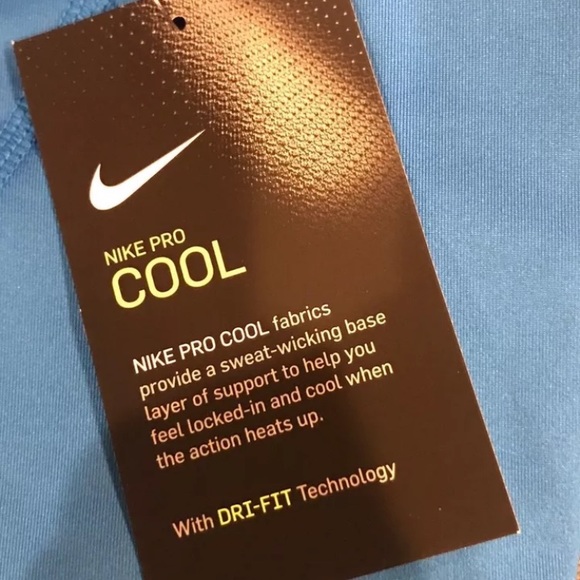 NIKE PRO
COOL
NIKE PRO COOL fabrics
provide a sweat-wicking base
layer of support to help you
feel locked-in and cool when
the action heats up.
With DRI-FIT Technology